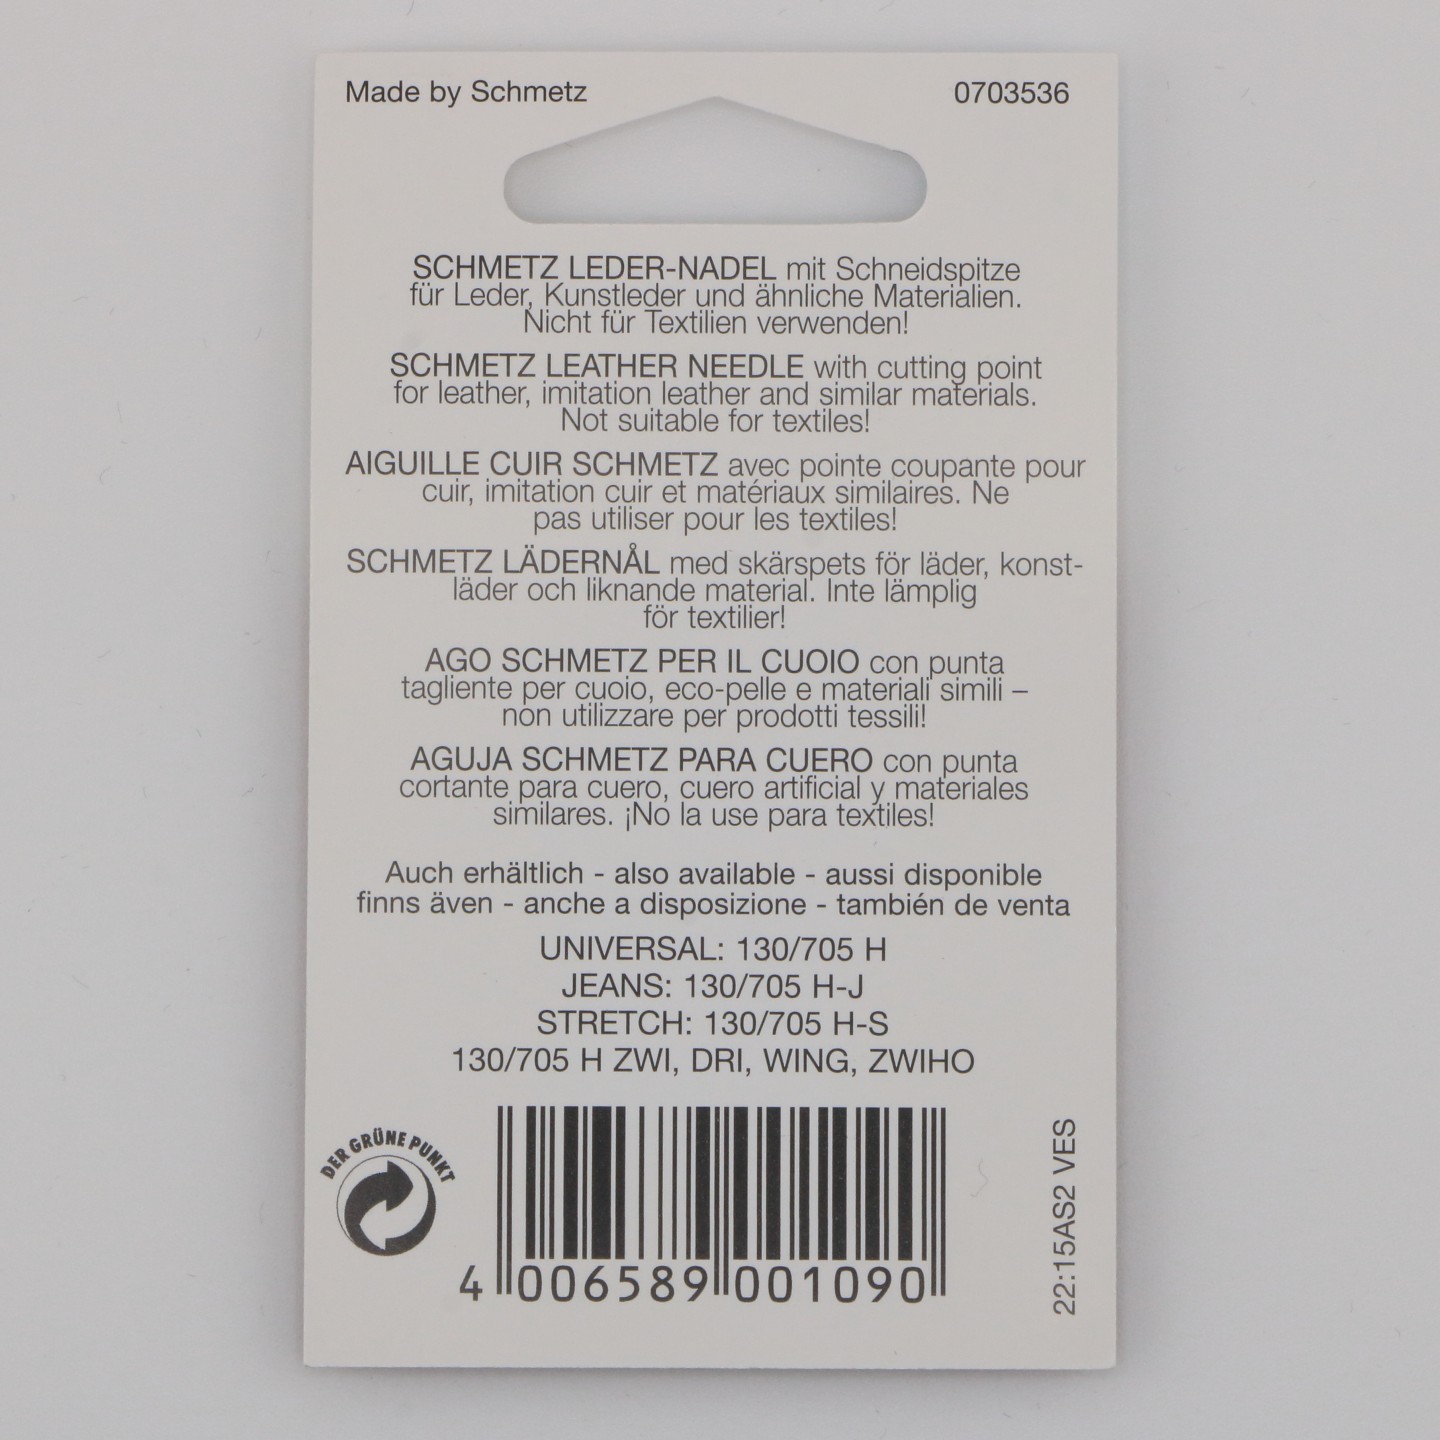 Made by Schmetz
0703536
SCHMETZ LEDER-NADEL mit Schneidspitze
für Leder, Kunstleder und ähnliche Materialien.
Nicht für Textilien verwenden!
SCHMETZ LEATHER NEEDLE with cutting point
for leather, imitation leather and similar materials.
Not suitable for textiles!
AIGUILLE CUIR SCHMETZ avec pointe coupante pour
cuir, imitation cuir et matériaux similaires. Ne
pas utiliser pour les textiles!
SCHMETZ LÄDERNÅL med skärspets för läder, konst-
läder och liknande material. Inte lämplig
för textilier!
AGO SCHMETZ PER IL CUOIO con punta
tagliente per cuoio, eco-pelle e materiali simili –
non utilizzare per prodotti tessili!
AGUJA SCHMETZ PARA CUERO con punta
cortante para cuero, cuero artificial y materiales
similares. ¡No la use para textiles!
Auch erhältlich - also available - aussi disponible
finns även - anche a disposizione - también de venta
UNIVERSAL: 130/705 H
JEANS: 130/705 H-J
STRETCH: 130/705 H-S
130/705 H ZWI, DRI, WING, ZWIHO
DER GRÜNE PUNKT
4 006589 001090
22:15AS2 VES